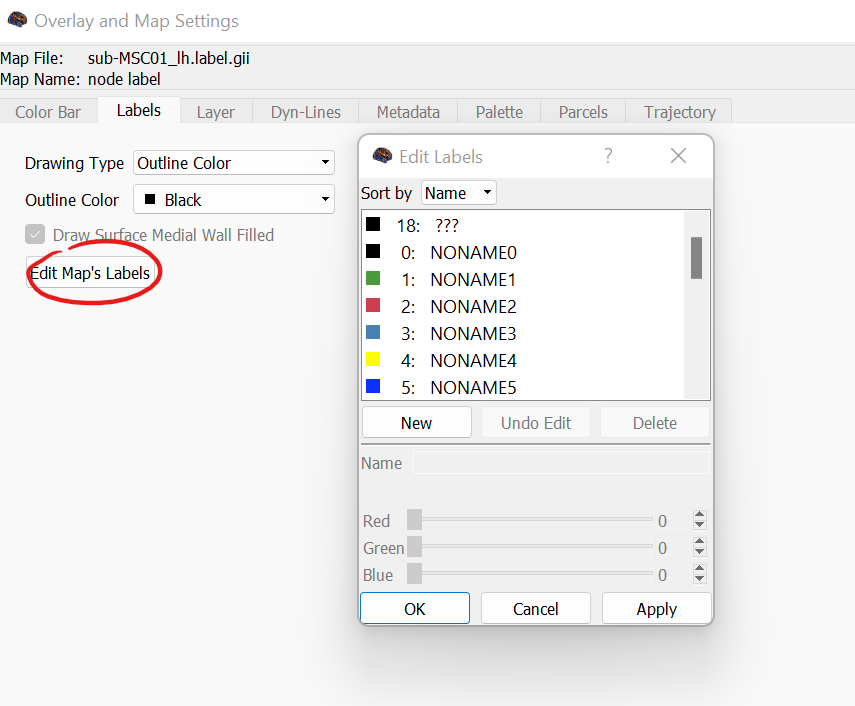 Overlay and Map Settings
Map File: sub-MSC01_lh.label.gii
Map Name: node label
Color Bar Labels Layer Dyn-Lines Metadata Palette Parcels Trajectory
Drawing Type Outline Color
Outline Color Black
Draw Surface Medial Wall Filled
Edit Map's Labels
Edit Labels ?
Sort by Name
18: ???
0: NONAME0
1: NONAME1
2: NONAME2
3: NONAME3
4: NONAME4
5: NONAME5
New Undo Edit Delete
Name
Red 0
Green 0
Blue 0
OK Cancel Apply